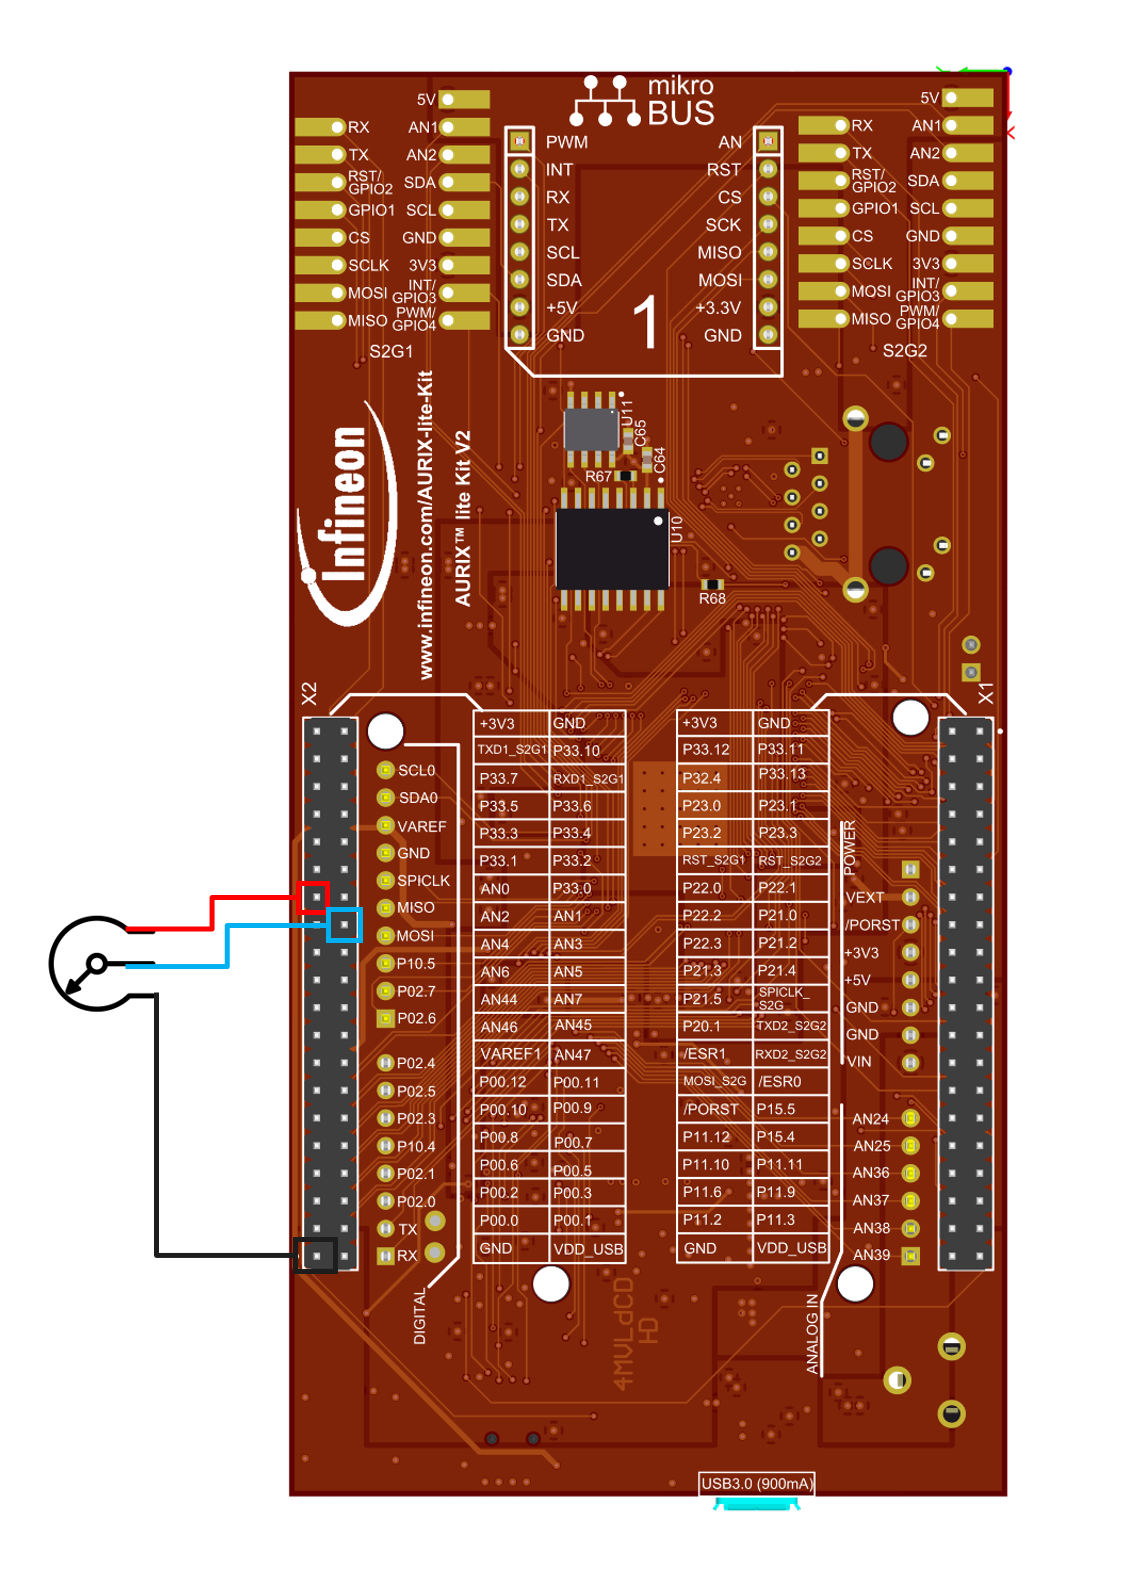 mikro
BUS
5V
RX AN1
TX AN2
RST/
GPIO2 SDA
GPIO1 SCL
CS GND
SCLK 3V3
MOSI INT/
GPIO3
MISO PWM/
GPIO4
S2G1
PWM AN
INT RST
RX CS
TX SCK
SCL MISO
SDA MOSI
+5V +3.3V
GND GND
1
5V
RX AN1
TX AN2
RST/
GPIO2 SDA
GPIO1 SCL
CS GND
SCLK 3V3
MOSI INT/
GPIO3
MISO PWM/
GPIO4
S2G2
Infineon
www.infineon.com/AURIX-lite-Kit
AURIX™ lite Kit V2
U11
C65
C64
R67
U10
R68
X2
X1
SCL0
SDA0
VAREF
GND
SPICLK
MISO
MOSI
P10.5
P02.7
P02.6
P02.4
P02.5
P02.3
P10.4
P02.1
P02.0
TX
RX
DIGITAL
+3V3 GND
TXD1_S2G1 P33.10
P33.7 RXD1_S2G1
P33.5 P33.6
P33.3 P33.4
P33.1 P33.2
AN0 P33.0
AN2 AN1
AN4 AN3
AN6 AN5
AN44 AN7
AN46 AN45
VAREF1 AN47
P00.12 P00.11
P00.10 P00.9
P00.8 P00.7
P00.6 P00.5
P00.2 P00.3
P00.0 P00.1
GND VDD_USB
+3V3 GND
P33.12 P33.11
P32.4 P33.13
P23.0 P23.1
P23.2 P23.3
RST_S2G1 RST_S2G2
P22.0 P22.1
P22.2 P21.0
P22.3 P21.2
P21.3 P21.4
P21.5 SPICLK_
S2G
P20.1 TXD2_S2G2
/ESR1 RXD2_S2G2
MOSI_S2G /ESR0
/PORST P15.5
P11.12 P15.4
P11.10 P11.11
P11.6 P11.9
P11.2 P11.3
GND VDD_USB
POWER
VEXT
/PORST
+3V3
+5V
GND
GND
VIN
AN24
AN25
AN36
AN37
AN38
AN39
ANALOG IN
4MVLdCD
HD
USB3.0 (900mA)